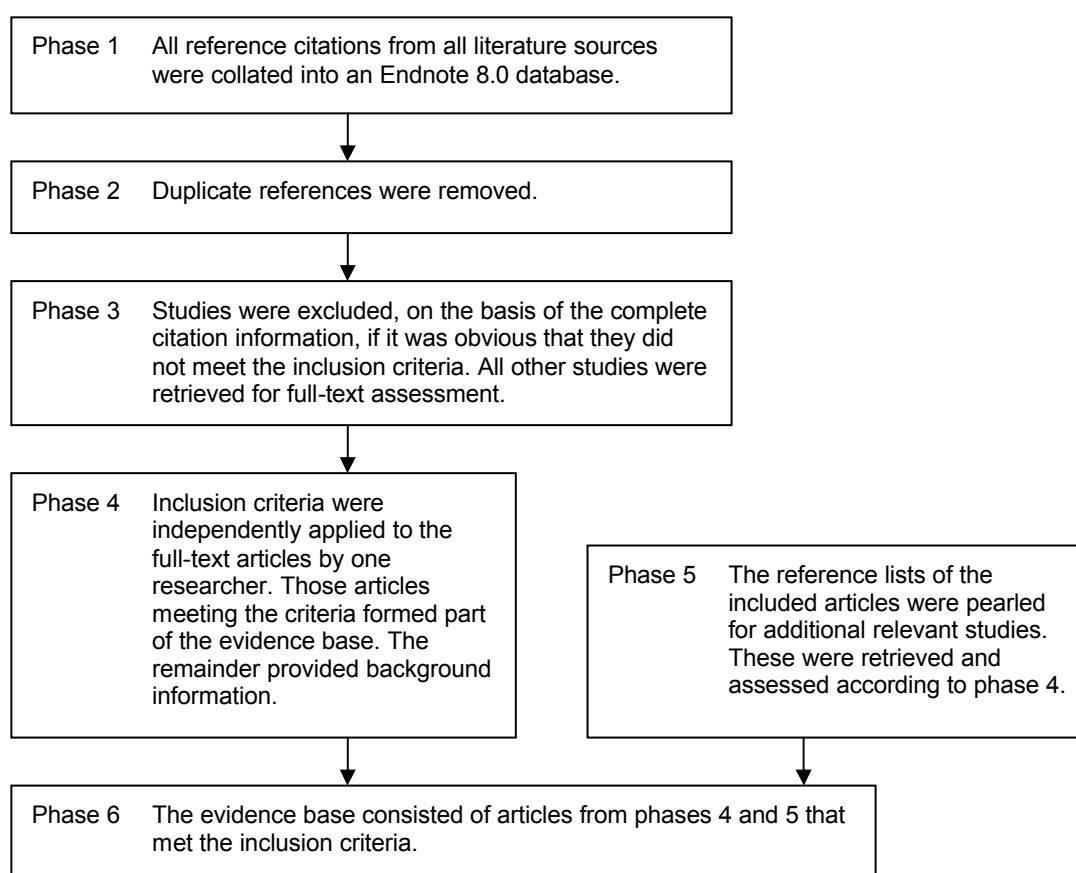 Phase 1 All reference citations from all literature sources
were collated into an Endnote 8.0 database.
Phase 2 Duplicate references were removed.
Phase 3 Studies were excluded, on the basis of the complete
citation information, if it was obvious that they did
not meet the inclusion criteria. All other studies were
retrieved for full-text assessment.
Phase 4 Inclusion criteria were
independently applied to the
full-text articles by one
researcher. Those articles
meeting the criteria formed part
of the evidence base. The
remainder provided background
information.
Phase 5 The reference lists of the
included articles were pearled
for additional relevant studies.
These were retrieved and
assessed according to phase 4.
Phase 6 The evidence base consisted of articles from phases 4 and 5 that
met the inclusion criteria.